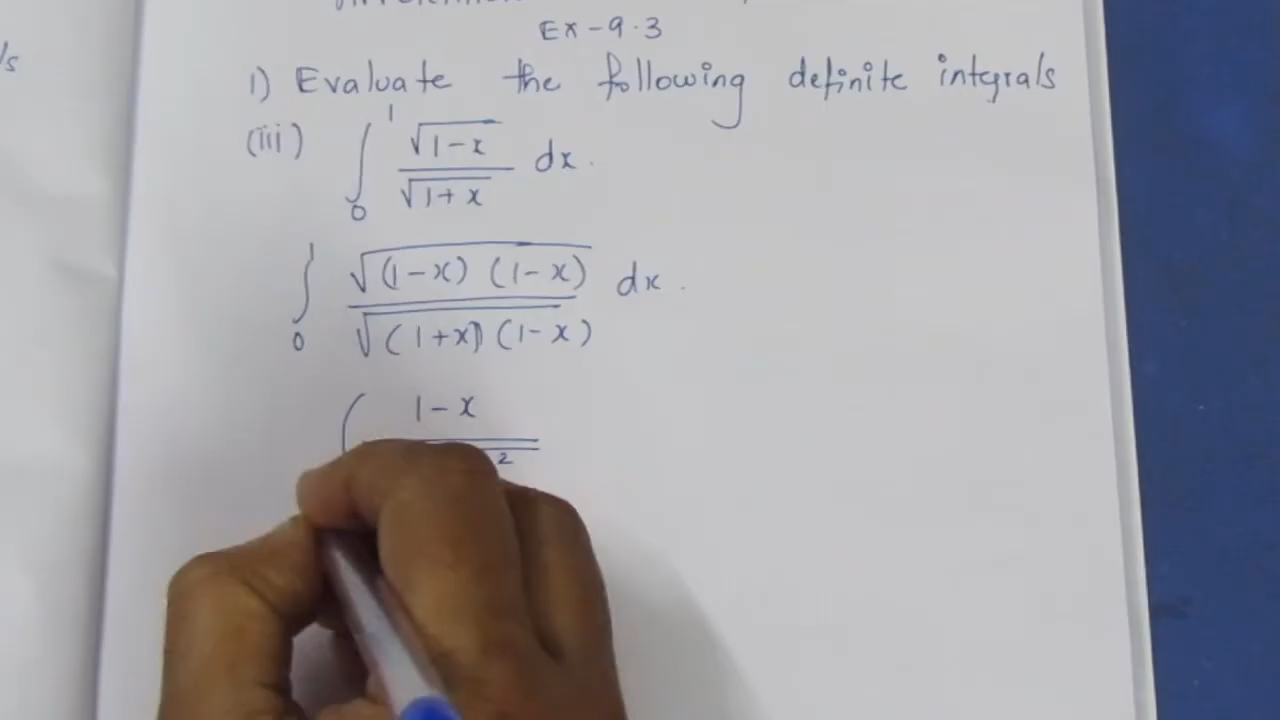 Ex-9.3
1) Evaluate the following definite integrals
(iii) ∫₀¹ √(1-x) / √(1+x) dx.
∫₀¹ √((1-x)(1-x)) / √((1+x)(1-x)) dx.
∫ 1-x
2